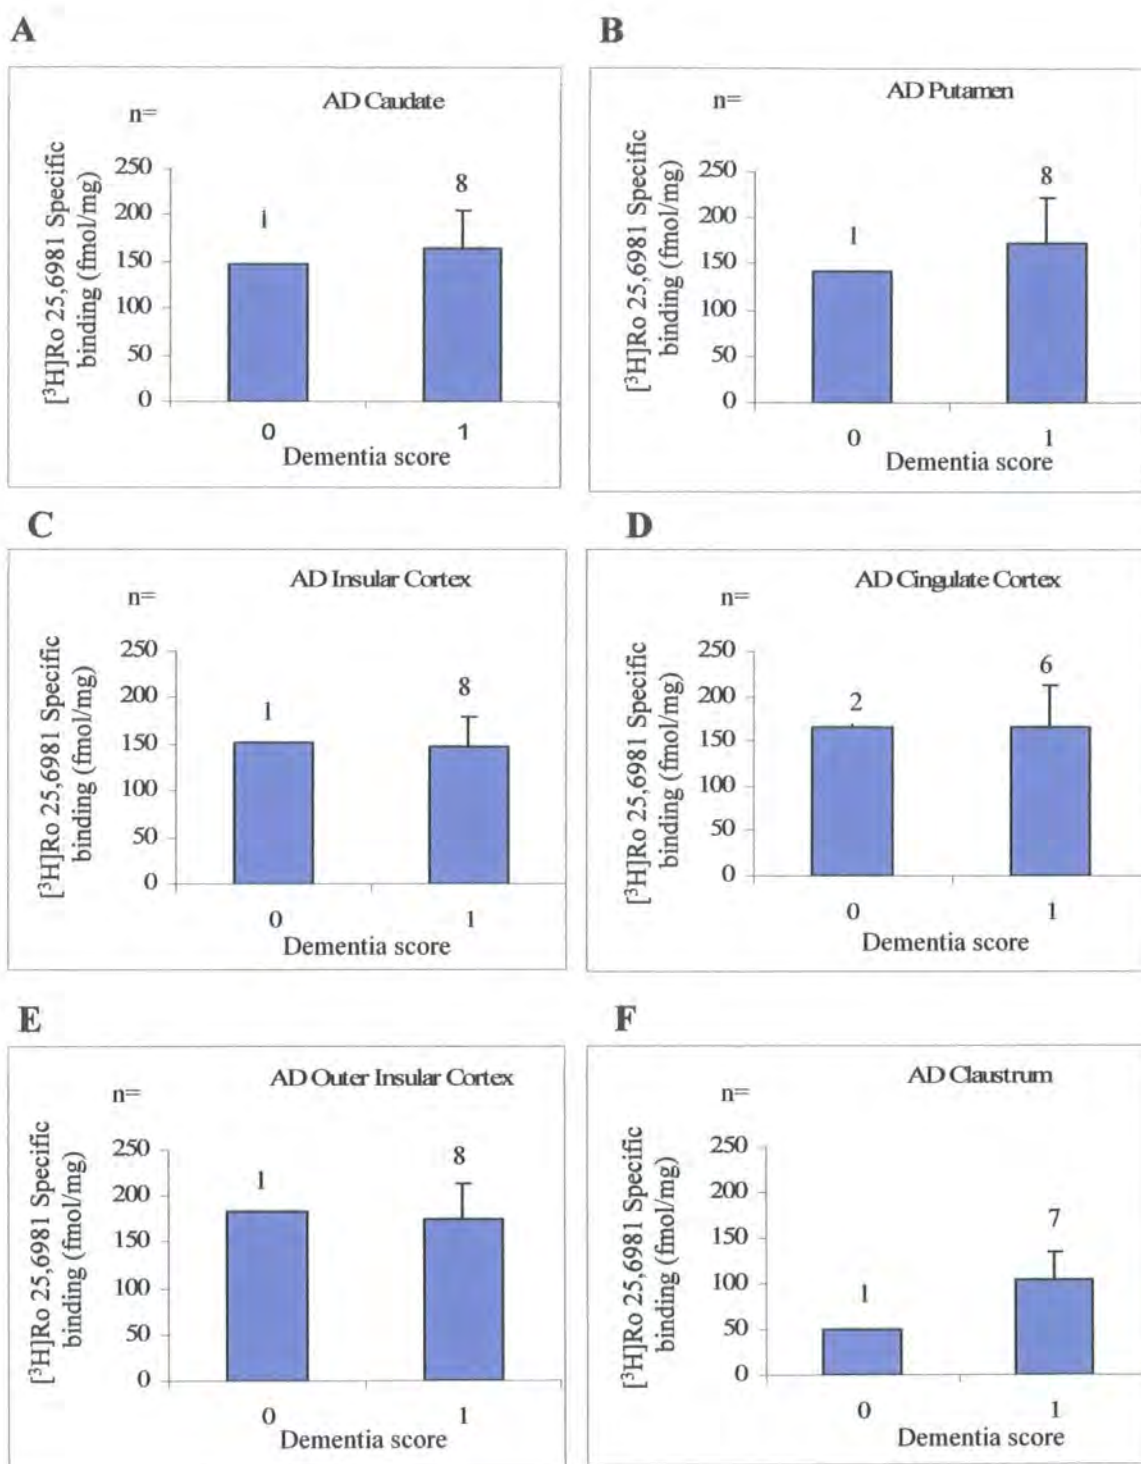 A
AD Caudate
n=
[³H]Ro 25,6981 Specific
binding (fmol/mg)
250
200
150
100
50
0
1
8
0
1
Dementia score
B
AD Putamen
n=
[³H]Ro 25,6981 Specific
binding (fmol/mg)
250
200
150
100
50
0
1
8
0
1
Dementia score
C
AD Insular Cortex
n=
[³H]Ro 25,6981 Specific
binding (fmol/mg)
250
200
150
100
50
0
1
8
0
1
Dementia score
D
AD Cingulate Cortex
n=
[³H]Ro 25,6981 Specific
binding (fmol/mg)
250
200
150
100
50
0
2
6
0
1
Dementia score
E
AD Outer Insular Cortex
n=
[³H]Ro 25,6981 Specific
binding (fmol/mg)
250
200
150
100
50
0
1
8
0
1
Dementia score
F
AD Claustrum
n=
[³H]Ro 25,6981 Specific
binding (fmol/mg)
250
200
150
100
50
0
1
7
0
1
Dementia score